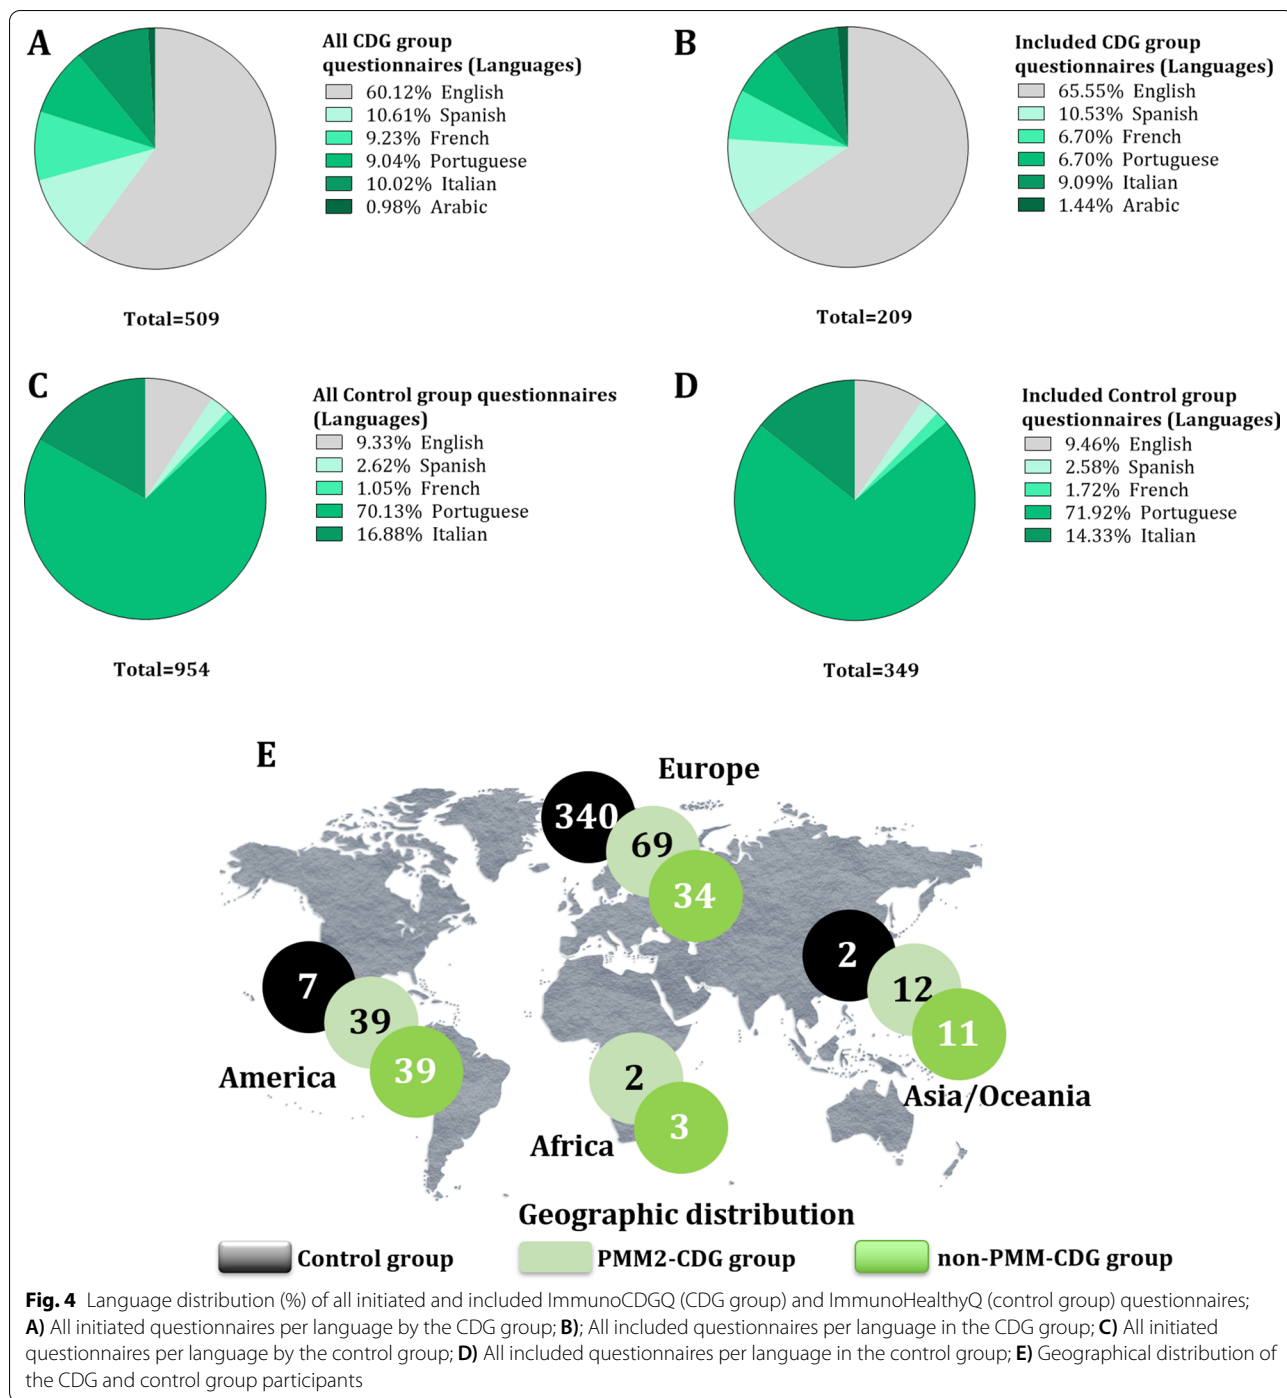 A
All CDG group
questionnaires (Languages)
60.12% English
10.61% Spanish
9.23% French
9.04% Portuguese
10.02% Italian
0.98% Arabic
Total=509
B
Included CDG group
questionnaires (Languages)
65.55% English
10.53% Spanish
6.70% French
6.70% Portuguese
9.09% Italian
1.44% Arabic
Total=209
C
All Control group questionnaires
(Languages)
9.33% English
2.62% Spanish
1.05% French
70.13% Portuguese
16.88% Italian
Total=954
D
Included Control group
questionnaires (Languages)
9.46% English
2.58% Spanish
1.72% French
71.92% Portuguese
14.33% Italian
Total=349
E
Europe
340
69
34
7
39
39
America
2
3
Africa
2
12
11
Asia/Oceania
Geographic distribution
Control group
PMM2-CDG group
non-PMM-CDG group
Fig. 4 Language distribution (%) of all initiated and included ImmunoCDGQ (CDG group) and ImmunoHealthyQ (control group) questionnaires;
A) All initiated questionnaires per language by the CDG group; B); All included questionnaires per language in the CDG group; C) All initiated
questionnaires per language by the control group; D) All included questionnaires per language in the control group; E) Geographical distribution of
the CDG and control group participants